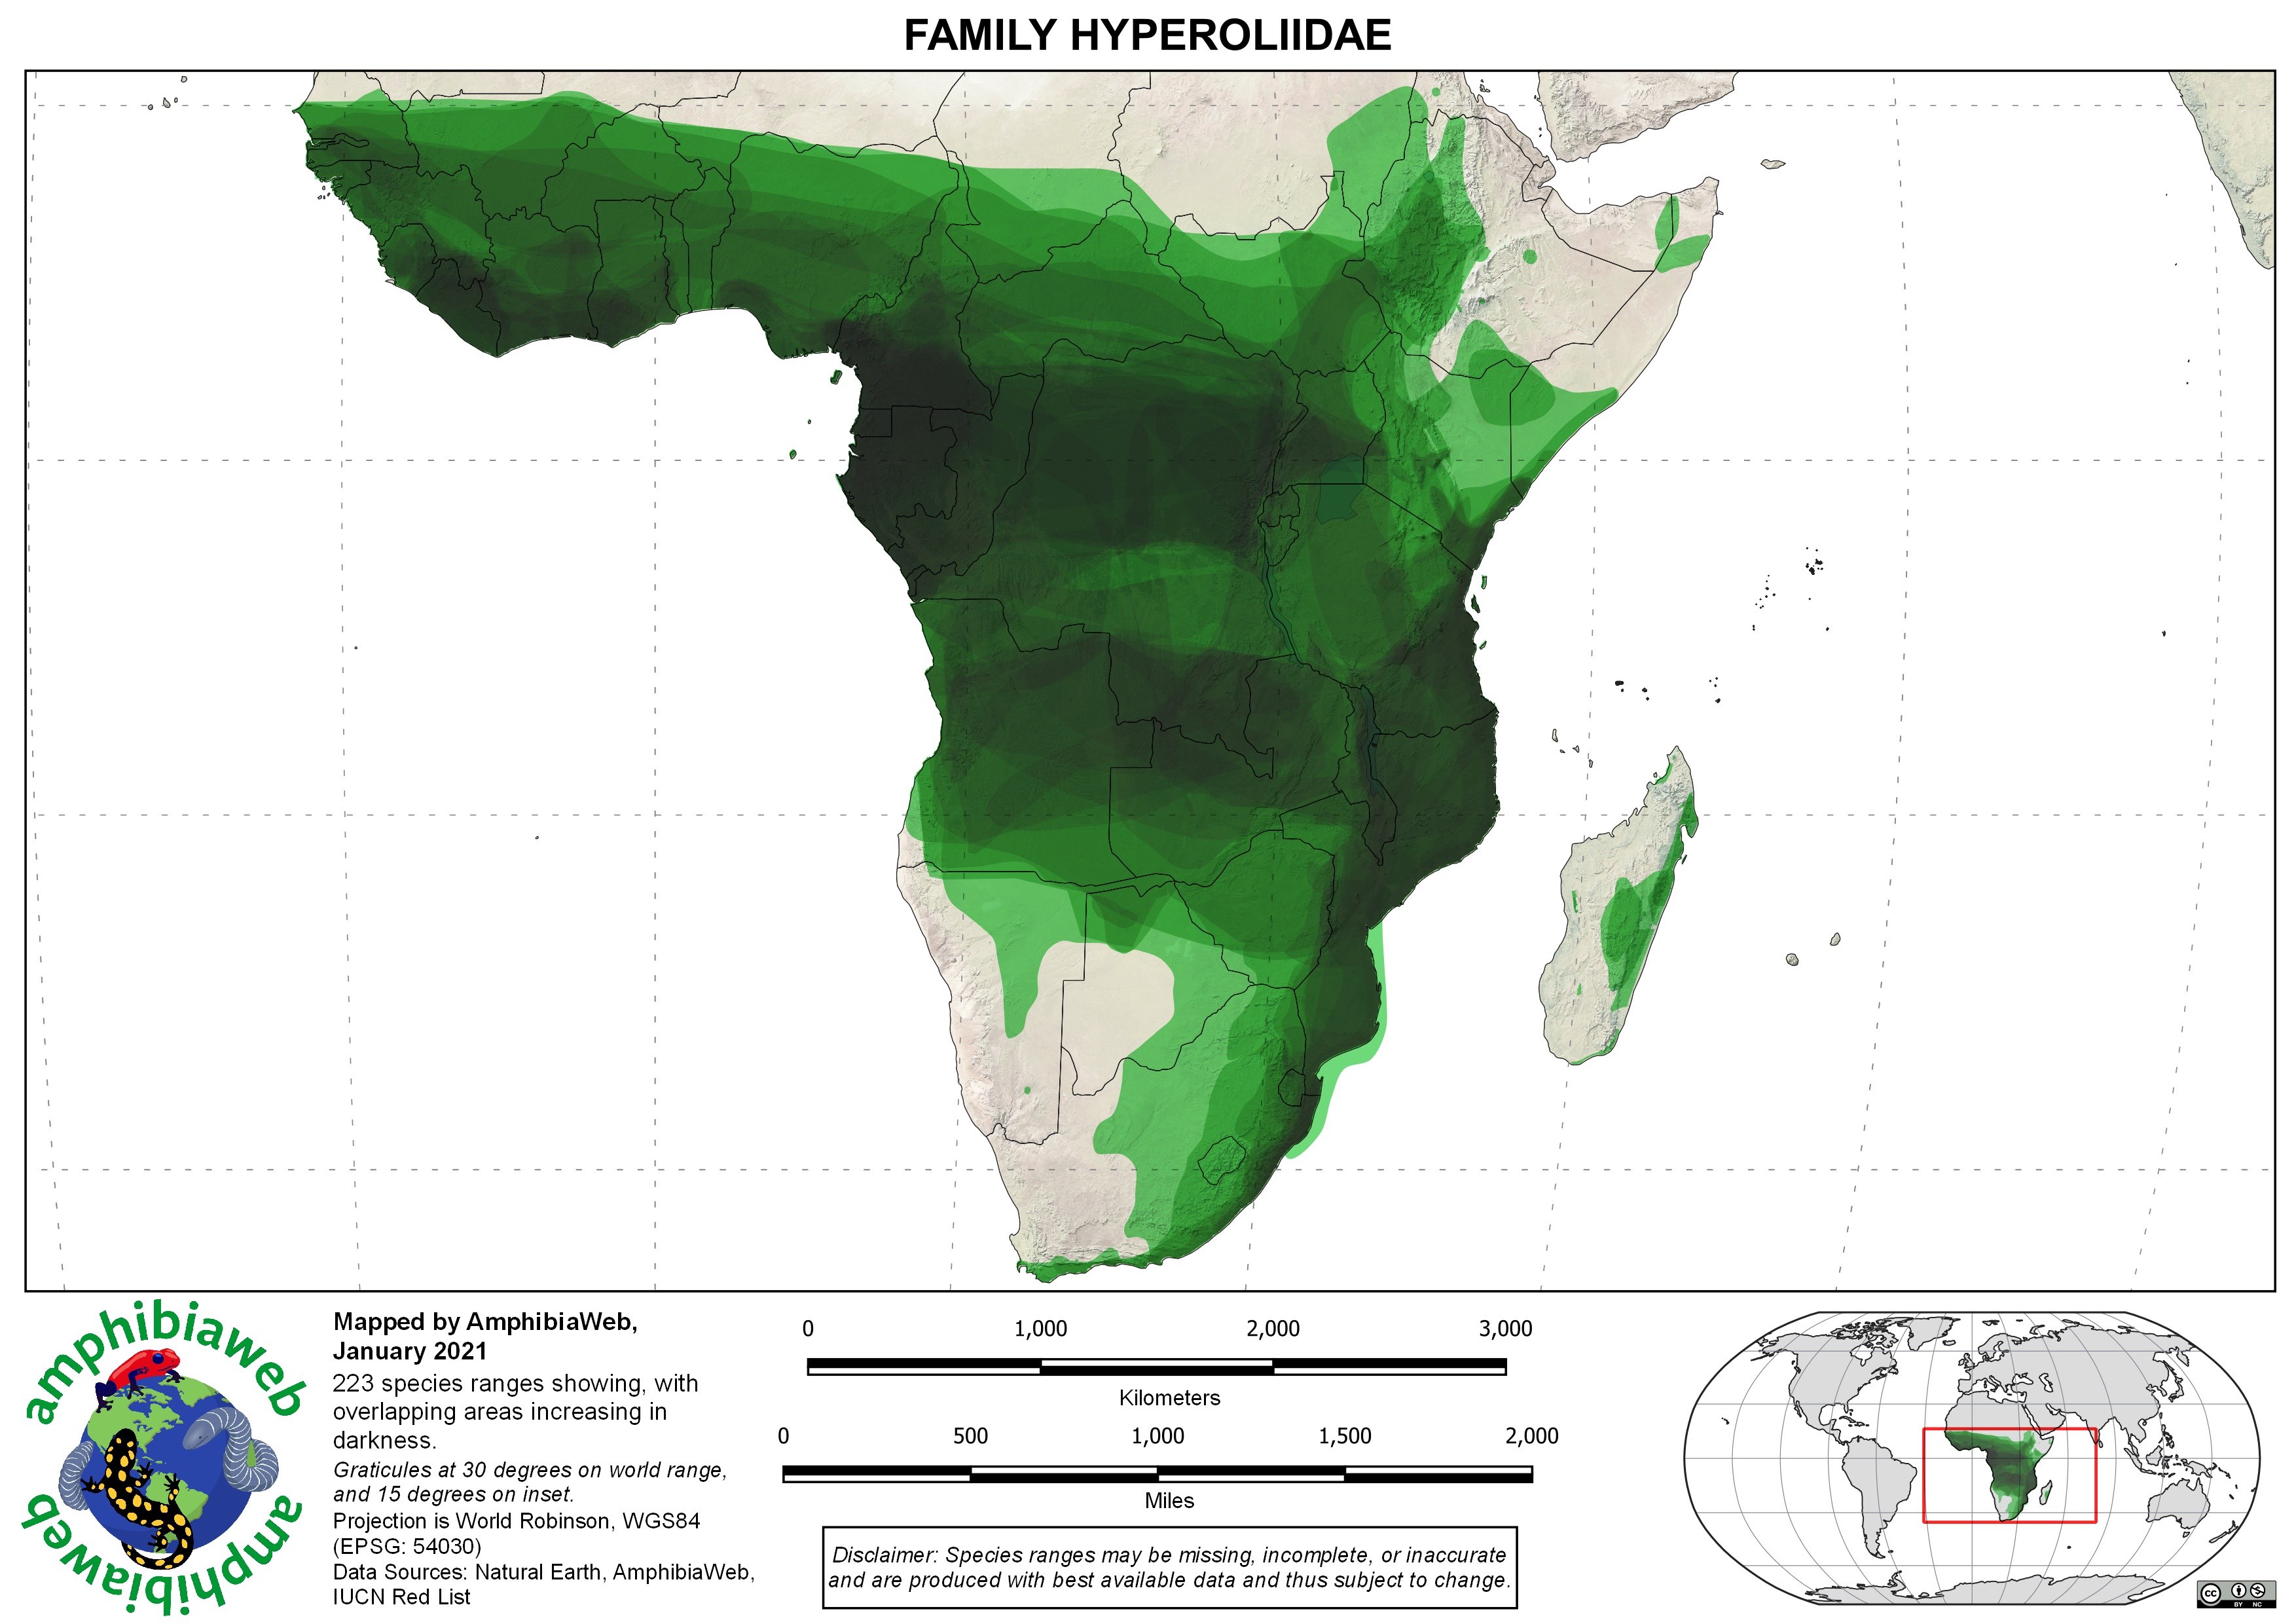 FAMILY HYPEROLIIDAE
amphibiaweb
amphibiaweb
Mapped by AmphibiaWeb,
January 2021
223 species ranges showing, with
overlapping areas increasing in
darkness.
Graticules at 30 degrees on world range,
and 15 degrees on inset.
Projection is World Robinson, WGS84
(EPSG: 54030)
Data Sources: Natural Earth, AmphibiaWeb,
IUCN Red List
0 1,000 2,000 3,000
Kilometers
0 500 1,000 1,500 2,000
Miles
Disclaimer: Species ranges may be missing, incomplete, or inaccurate
and are produced with best available data and thus subject to change.
cc
BY NC